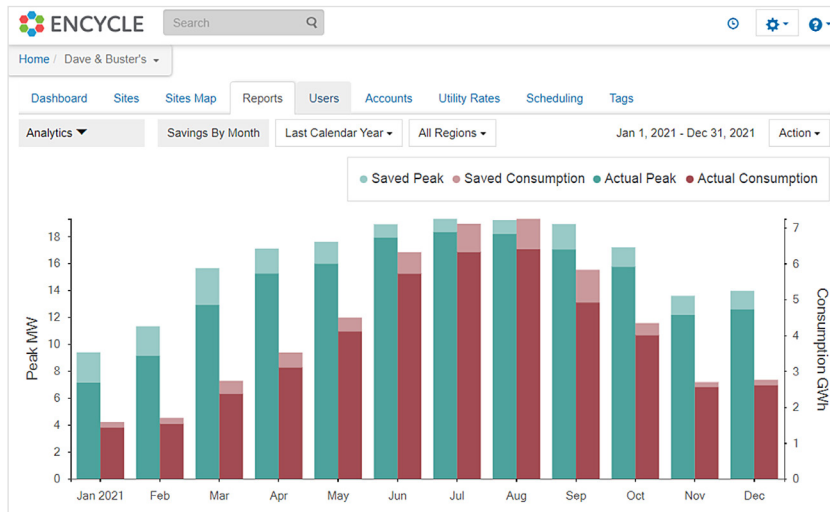 ENCYCLE Search
Home / Dave & Buster's
Dashboard Sites Sites Map Reports Users Accounts Utility Rates Scheduling Tags
Analytics Savings By Month Last Calendar Year All Regions Jan 1, 2021 - Dec 31, 2021 Action
Saved Peak Saved Consumption Actual Peak Actual Consumption
Peak MW
18
16
14
12
10
8
6
4
2
0
7
6
5
4
3
2
1
0
Consumption GWh
Jan 2021 Feb Mar Apr May Jun Jul Aug Sep Oct Nov Dec